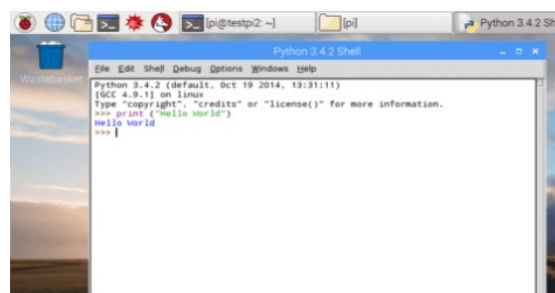 [pi@testpi2: ~]
[pi]
Python 3.4.2 Sh
Wastebasket
Python 3.4.2 Shell
File Edit Shell Debug Options Windows Help
Python 3.4.2 (default, Oct 19 2014, 13:31:11)
[GCC 4.9.1] on linux
Type "copyright", "credits" or "license()" for more information.
>>> print ("Hello World")
Hello World
>>>